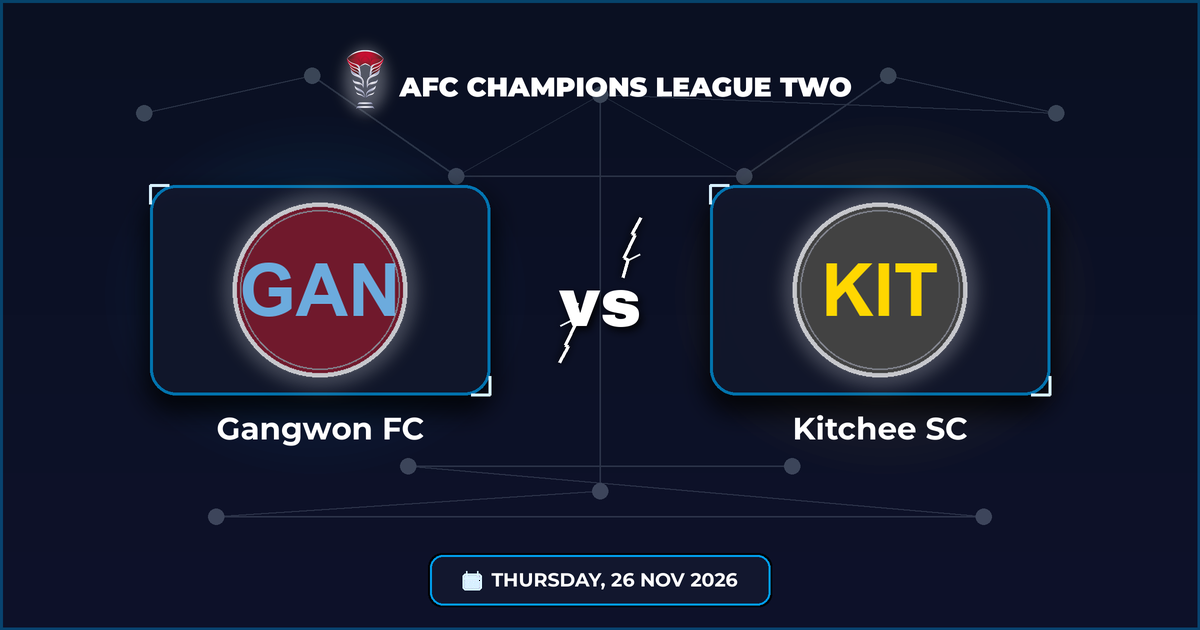 AFC CHAMPIONS LEAGUE TWO
GAN
VS
KIT
Gangwon FC
Kitchee SC
THURSDAY, 26 NOV 2026